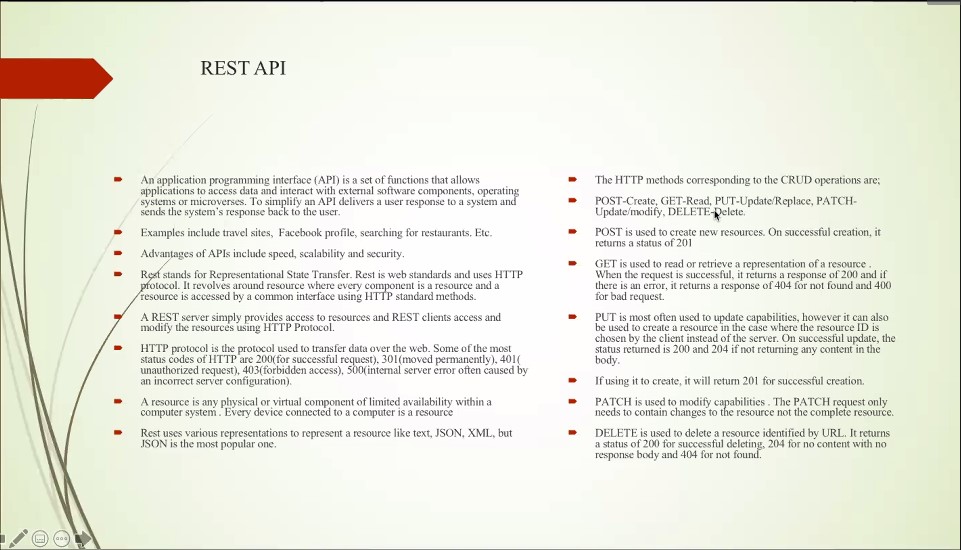 REST API
An application programming interface (API) is a set of functions that allows
applications to access data and interact with external software components, operating
systems or microverses. To simplify an API delivers a user response to a system and
sends the system's response back to the user.
Examples include travel sites, Facebook profile, searching for restaurants. Etc.
Advantages of APIs include speed, scalability and security.
Rest stands for Representational State Transfer. Rest is web standards and uses HTTP
protocol. It revolves around resource where every component is a resource and a
resource is accessed by a common interface using HTTP standard methods.
A REST server simply provides access to resources and REST clients access and
modify the resources using HTTP Protocol.
HTTP protocol is the protocol used to transfer data over the web. Some of the most
status codes of HTTP are 200(for successful request), 301(moved permanently), 401(
unauthorized request), 403(forbidden access), 500(internal server error often caused by
an incorrect server configuration).
A resource is any physical or virtual component of limited availability within a
computer system . Every device connected to a computer is a resource
Rest uses various representations to represent a resource like text, JSON, XML, but
JSON is the most popular one.
The HTTP methods corresponding to the CRUD operations are;
POST-Create, GET-Read, PUT-Update/Replace, PATCH-
Update/modify, DELETE-Delete.
POST is used to create new resources. On successful creation, it
returns a status of 201
GET is used to read or retrieve a representation of a resource .
When the request is successful, it returns a response of 200 and if
there is an error, it returns a response of 404 for not found and 400
for bad request.
PUT is most often used to update capabilities, however it can also
be used to create a resource in the case where the resource ID is
chosen by the client instead of the server. On successful update, the
status returned is 200 and 204 if not returning any content in the
body.
If using it to create, it will return 201 for successful creation.
PATCH is used to modify capabilities . The PATCH request only
needs to contain changes to the resource not the complete resource.
DELETE is used to delete a resource identified by URL. It returns
a status of 200 for successful deleting, 204 for no content with no
response body and 404 for not found.